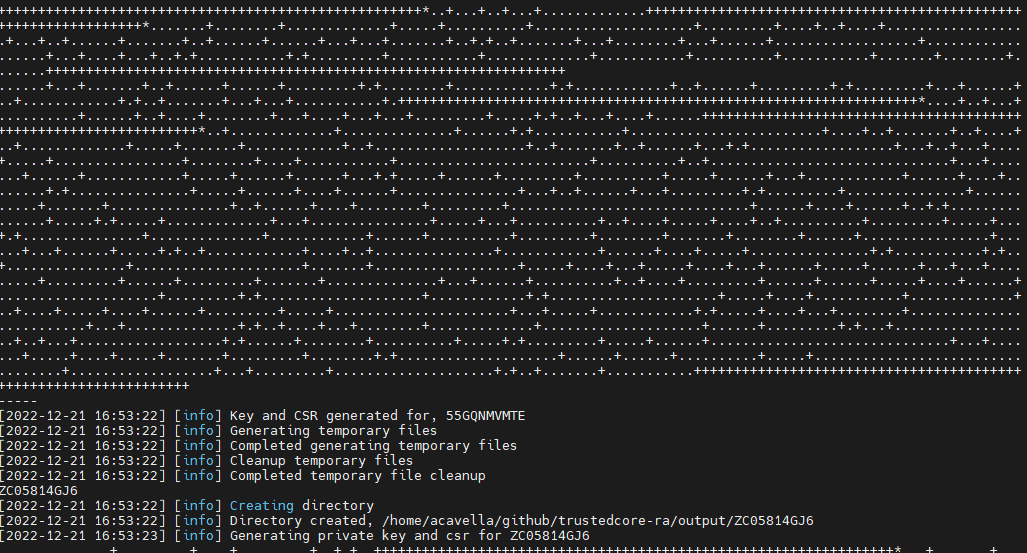 -----
[2022-12-21 16:53:22] [info] Key and CSR generated for, 55GQNMVMTE
[2022-12-21 16:53:22] [info] Generating temporary files
[2022-12-21 16:53:22] [info] Completed generating temporary files
[2022-12-21 16:53:22] [info] Cleanup temporary files
[2022-12-21 16:53:22] [info] Completed temporary file cleanup
ZC05814GJ6
[2022-12-21 16:53:22] [info] Creating directory
[2022-12-21 16:53:22] [info] Directory created, /home/acavella/github/trustedcore-ra/output/ZC05814GJ6
[2022-12-21 16:53:23] [info] Generating private key and csr for ZC05814GJ6